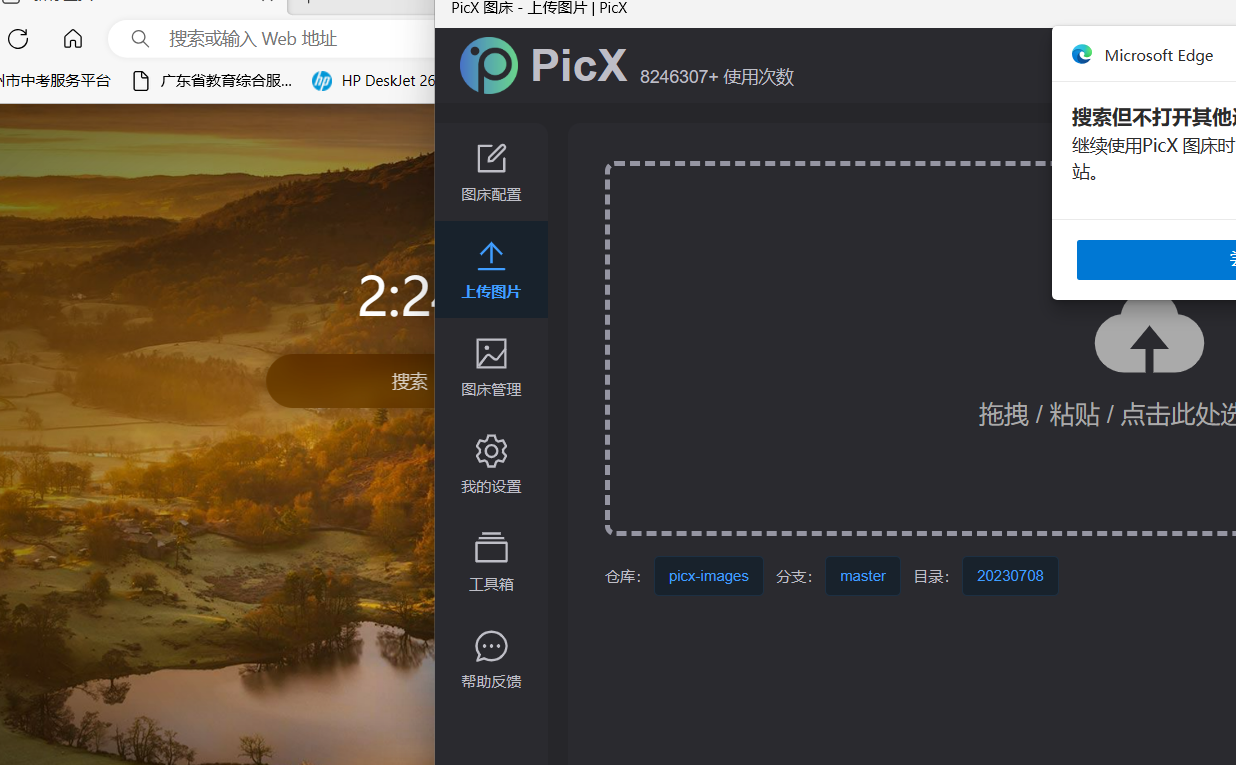 PicX 图床 - 上传图片 | PicX
搜索或输入 Web 地址
州市中考服务平台
广东省教育综合服...
HP DeskJet 26
2:24
搜索
PicX
8246307+ 使用次数
图床配置
上传图片
图床管理
我的设置
工具箱
帮助反馈
Microsoft Edge
搜索但不打开其他
继续使用PicX 图床时
站。
拖拽 / 粘贴 / 点击此处选
仓库：
picx-images
分支：
master
目录：
20230708